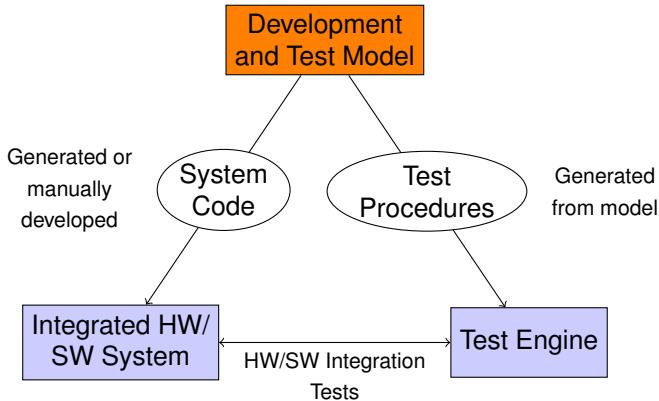 Development
and Test Model
Generated or
manually
developed
System
Code
Test
Procedures
Generated
from model
Integrated HW/
SW System
HW/SW Integration
Tests
Test Engine